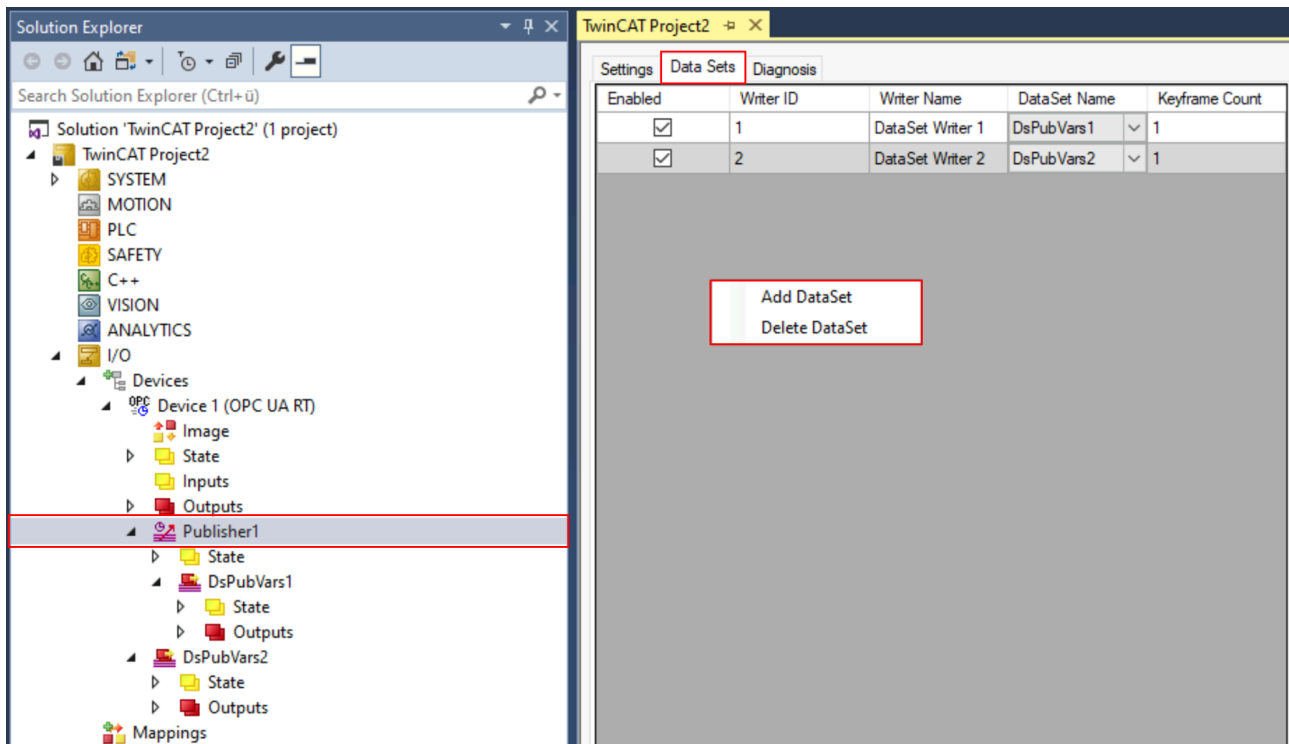 Solution Explorer
Search Solution Explorer (Ctrl+ü)
Solution 'TwinCAT Project2' (1 project)
TwinCAT Project2
SYSTEM
MOTION
PLC
SAFETY
C++
VISION
ANALYTICS
I/O
Devices
OPC Device 1 (OPC UA RT)
Image
State
Inputs
Outputs
Publisher1
State
DsPubVars1
State
Outputs
DsPubVars2
State
Outputs
Mappings
TwinCAT Project2
Settings Data Sets Diagnosis
Enabled Writer ID Writer Name DataSet Name Keyframe Count
1 DataSet Writer 1 DsPubVars1 1
2 DataSet Writer 2 DsPubVars2 1
Add DataSet
Delete DataSet